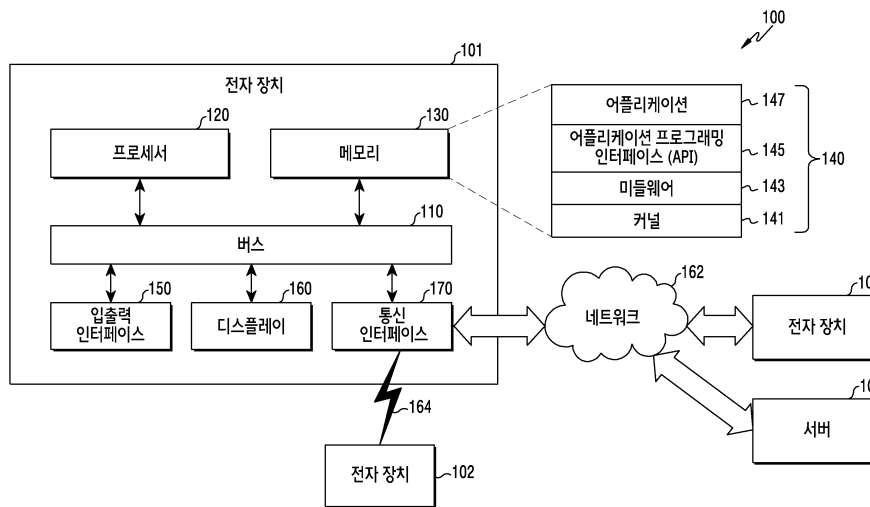 100
101
전자 장치
120
프로세서
130
메모리
어플리케이션
147
어플리케이션 프로그래밍
인터페이스 (API)
145
미들웨어
143
커널
141
140
110
버스
150
입출력
인터페이스
160
디스플레이
170
통신
인터페이스
162
네트워크
전자 장치
서버
164
전자 장치
102